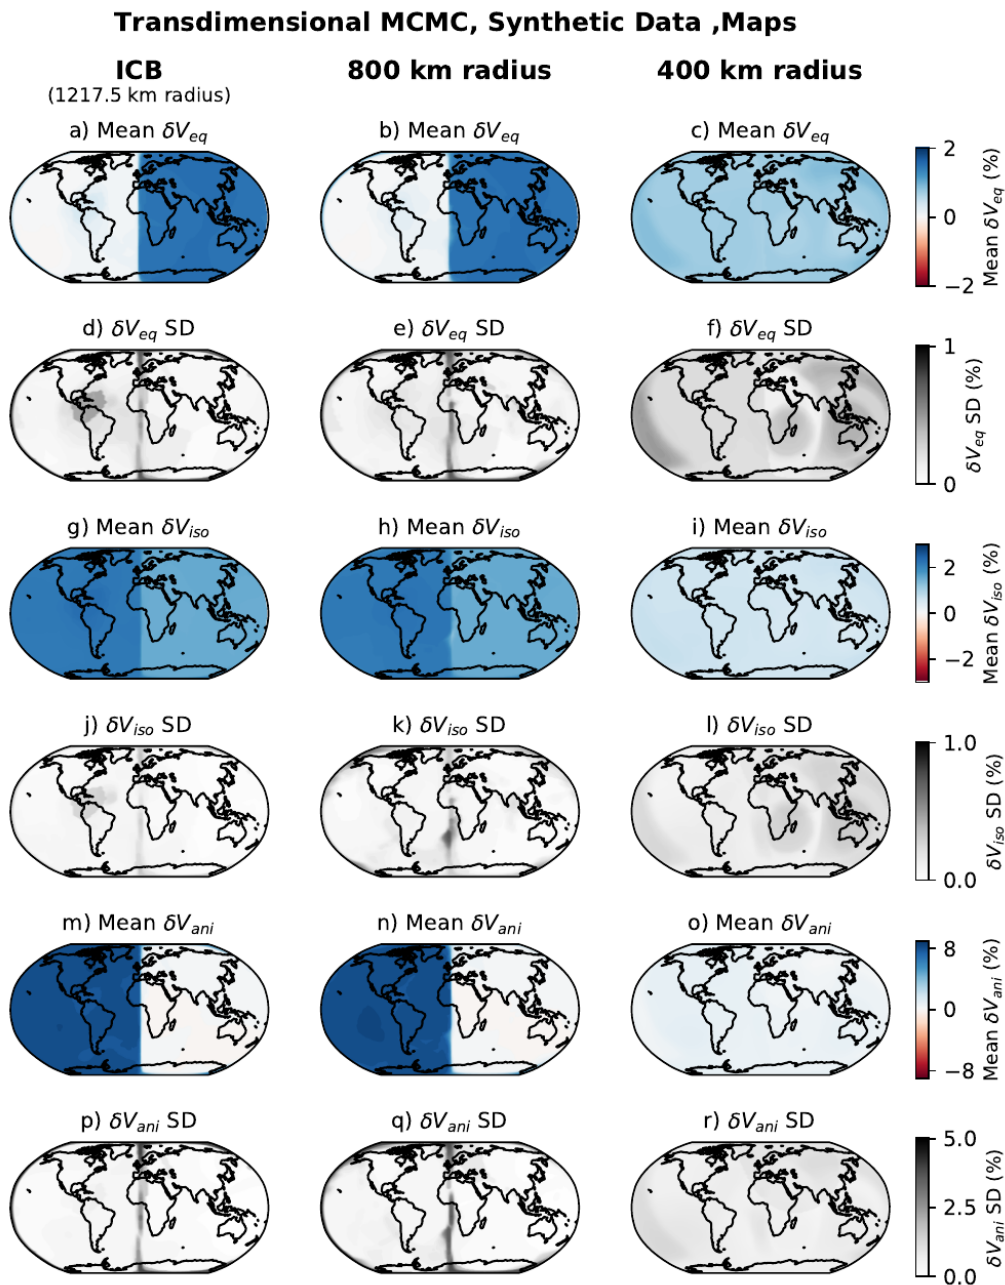 Transdimensional MCMC, Synthetic Data ,Maps
ICB
(1217.5 km radius)
800 km radius
400 km radius
a) Mean δV_eq
b) Mean δV_eq
c) Mean δV_eq
2
0
−2
Mean δV_eq (%)
d) δV_eq SD
e) δV_eq SD
f) δV_eq SD
1
0
δV_eq SD (%)
g) Mean δV_iso
h) Mean δV_iso
i) Mean δV_iso
2
0
−2
Mean δV_iso (%)
j) δV_iso SD
k) δV_iso SD
l) δV_iso SD
1.0
0.0
δV_iso SD (%)
m) Mean δV_ani
n) Mean δV_ani
o) Mean δV_ani
8
0
−8
Mean δV_ani (%)
p) δV_ani SD
q) δV_ani SD
r) δV_ani SD
5.0
2.5
0.0
δV_ani SD (%)